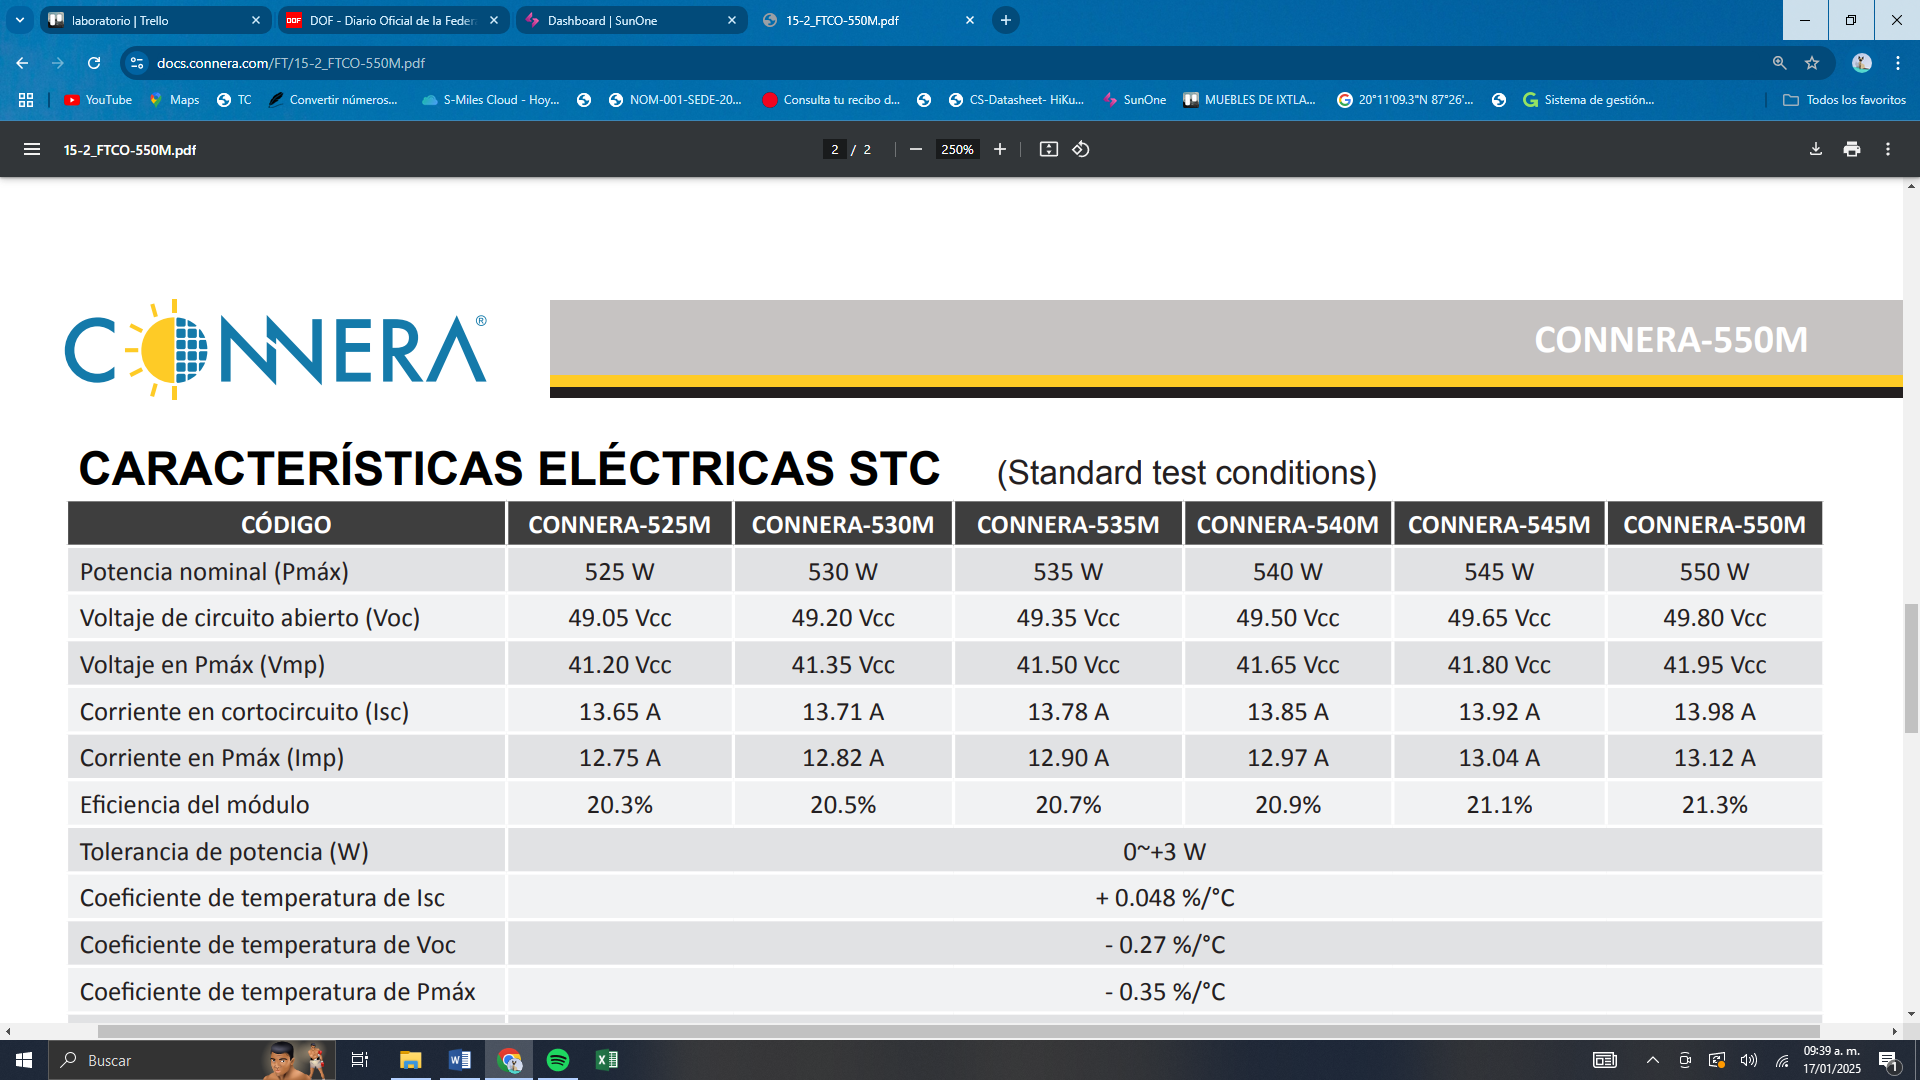 laboratorio | Trello
DOF - Diario Oficial de la Feder
Dashboard | SunOne
15-2_FTCO-550M.pdf
docs.connera.com/FT/15-2_FTCO-550M.pdf
YouTube
Maps
TC
Convertir números...
S-Miles Cloud - Hoy...
NOM-001-SEDE-20...
Consulta tu recibo d...
CS-Datasheet- HiKu...
SunOne
MUEBLES DE IXTLA...
20°11'09.3"N 87°26'...
Sistema de gestión...
Todos los favoritos
15-2_FTCO-550M.pdf
2 / 2
250%
CONNERA®
CONNERA-550M
CARACTERÍSTICAS ELÉCTRICAS STC (Standard test conditions)
CÓDIGO CONNERA-525M CONNERA-530M CONNERA-535M CONNERA-540M CONNERA-545M CONNERA-550M
Potencia nominal (Pmáx) 525 W 530 W 535 W 540 W 545 W 550 W
Voltaje de circuito abierto (Voc) 49.05 Vcc 49.20 Vcc 49.35 Vcc 49.50 Vcc 49.65 Vcc 49.80 Vcc
Voltaje en Pmáx (Vmp) 41.20 Vcc 41.35 Vcc 41.50 Vcc 41.65 Vcc 41.80 Vcc 41.95 Vcc
Corriente en cortocircuito (Isc) 13.65 A 13.71 A 13.78 A 13.85 A 13.92 A 13.98 A
Corriente en Pmáx (Imp) 12.75 A 12.82 A 12.90 A 12.97 A 13.04 A 13.12 A
Eficiencia del módulo 20.3% 20.5% 20.7% 20.9% 21.1% 21.3%
Tolerancia de potencia (W) 0~+3 W
Coeficiente de temperatura de Isc + 0.048 %/°C
Coeficiente de temperatura de Voc - 0.27 %/°C
Coeficiente de temperatura de Pmáx - 0.35 %/°C
Buscar
09:39 a. m.
17/01/2025
1